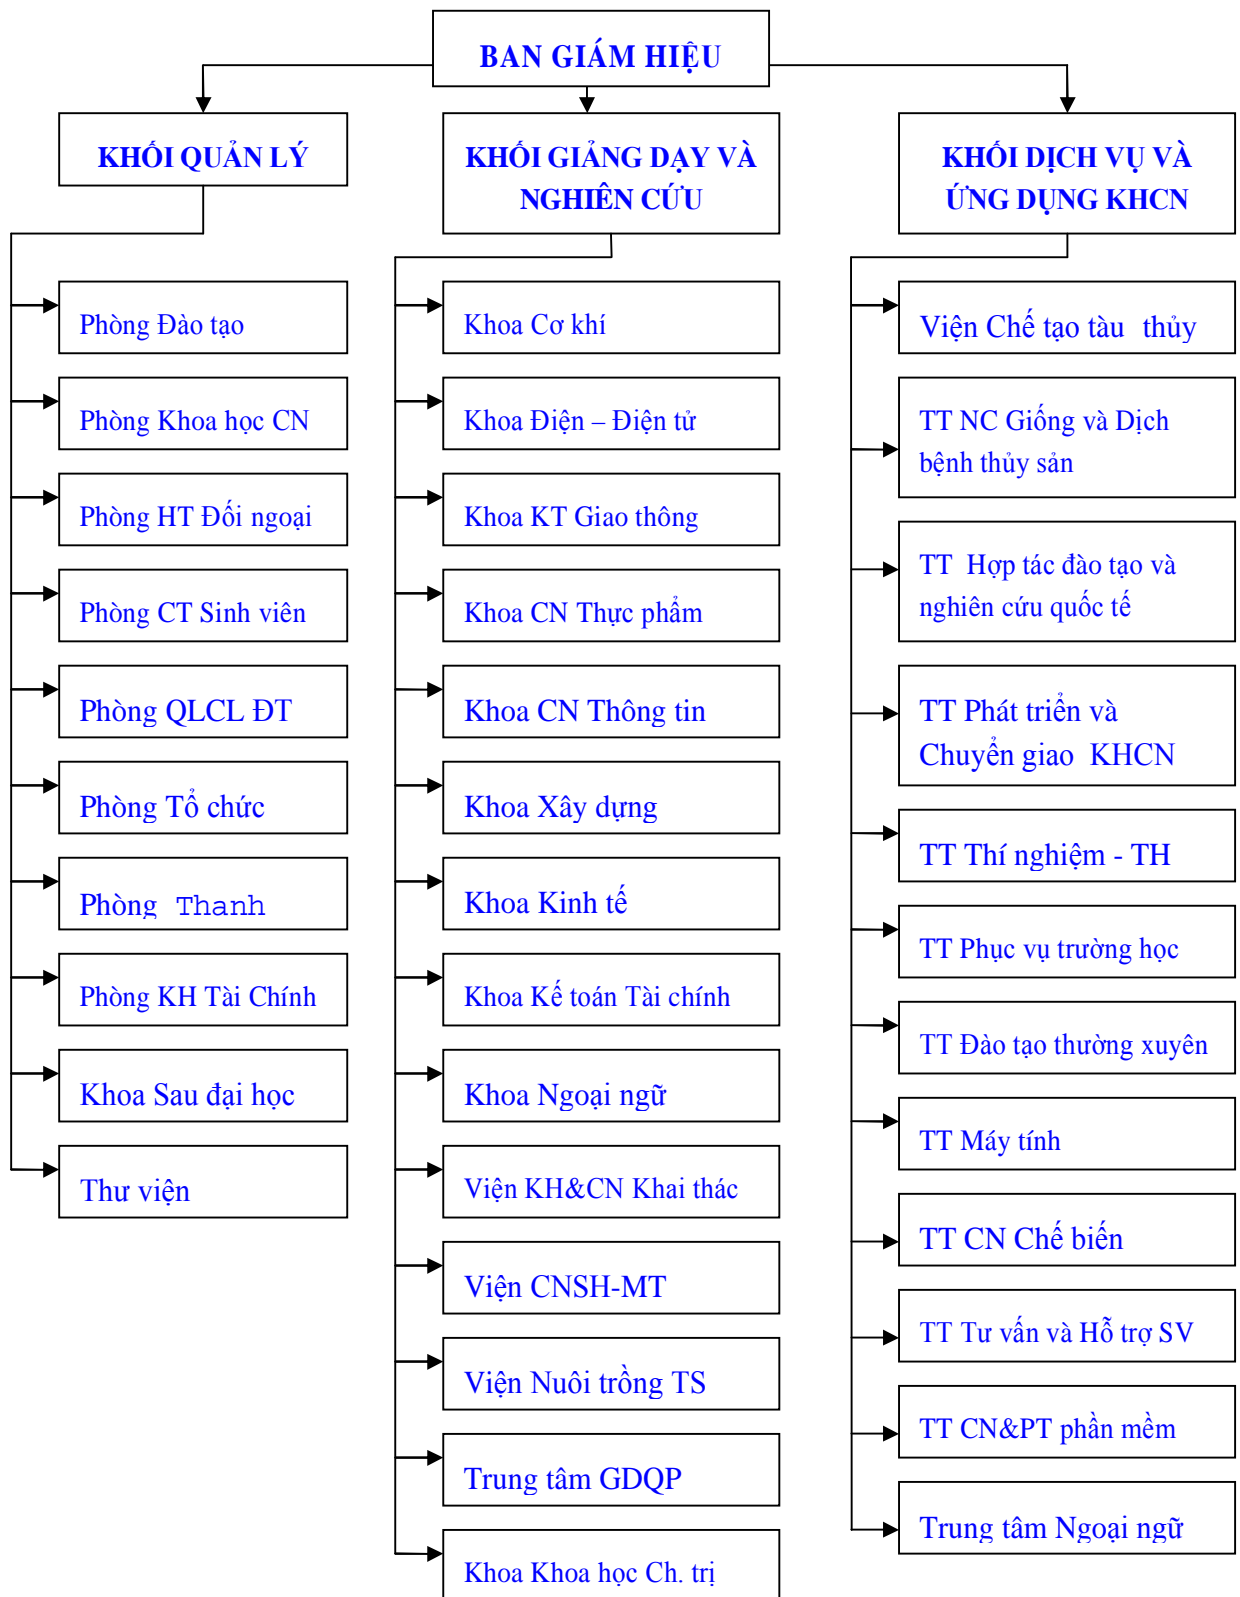 BAN GIÁM HIỆU
KHỐI QUẢN LÝ
Phòng Đào tạo
Phòng Khoa học CN
Phòng HT Đối ngoại
Phòng CT Sinh viên
Phòng QLCL ĐT
Phòng Tổ chức
Phòng Thanh
Phòng KH Tài Chính
Khoa Sau đại học
Thư viện
KHỐI GIẢNG DẠY VÀ
NGHIÊN CỨU
Khoa Cơ khí
Khoa Điện – Điện tử
Khoa KT Giao thông
Khoa CN Thực phẩm
Khoa CN Thông tin
Khoa Xây dựng
Khoa Kinh tế
Khoa Kế toán Tài chính
Khoa Ngoại ngữ
Viện KH&CN Khai thác
Viện CNSH-MT
Viện Nuôi trồng TS
Trung tâm GDQP
Khoa Khoa học Ch. trị
KHỐI DỊCH VỤ VÀ
ỨNG DỤNG KHCN
Viện Chế tạo tàu thủy
TT NC Giống và Dịch
bệnh thủy sản
TT Hợp tác đào tạo và
nghiên cứu quốc tế
TT Phát triển và
Chuyển giao KHCN
TT Thí nghiệm - TH
TT Phục vụ trường học
TT Đào tạo thường xuyên
TT Máy tính
TT CN Chế biến
TT Tư vấn và Hỗ trợ SV
TT CN&PT phần mềm
Trung tâm Ngoại ngữ